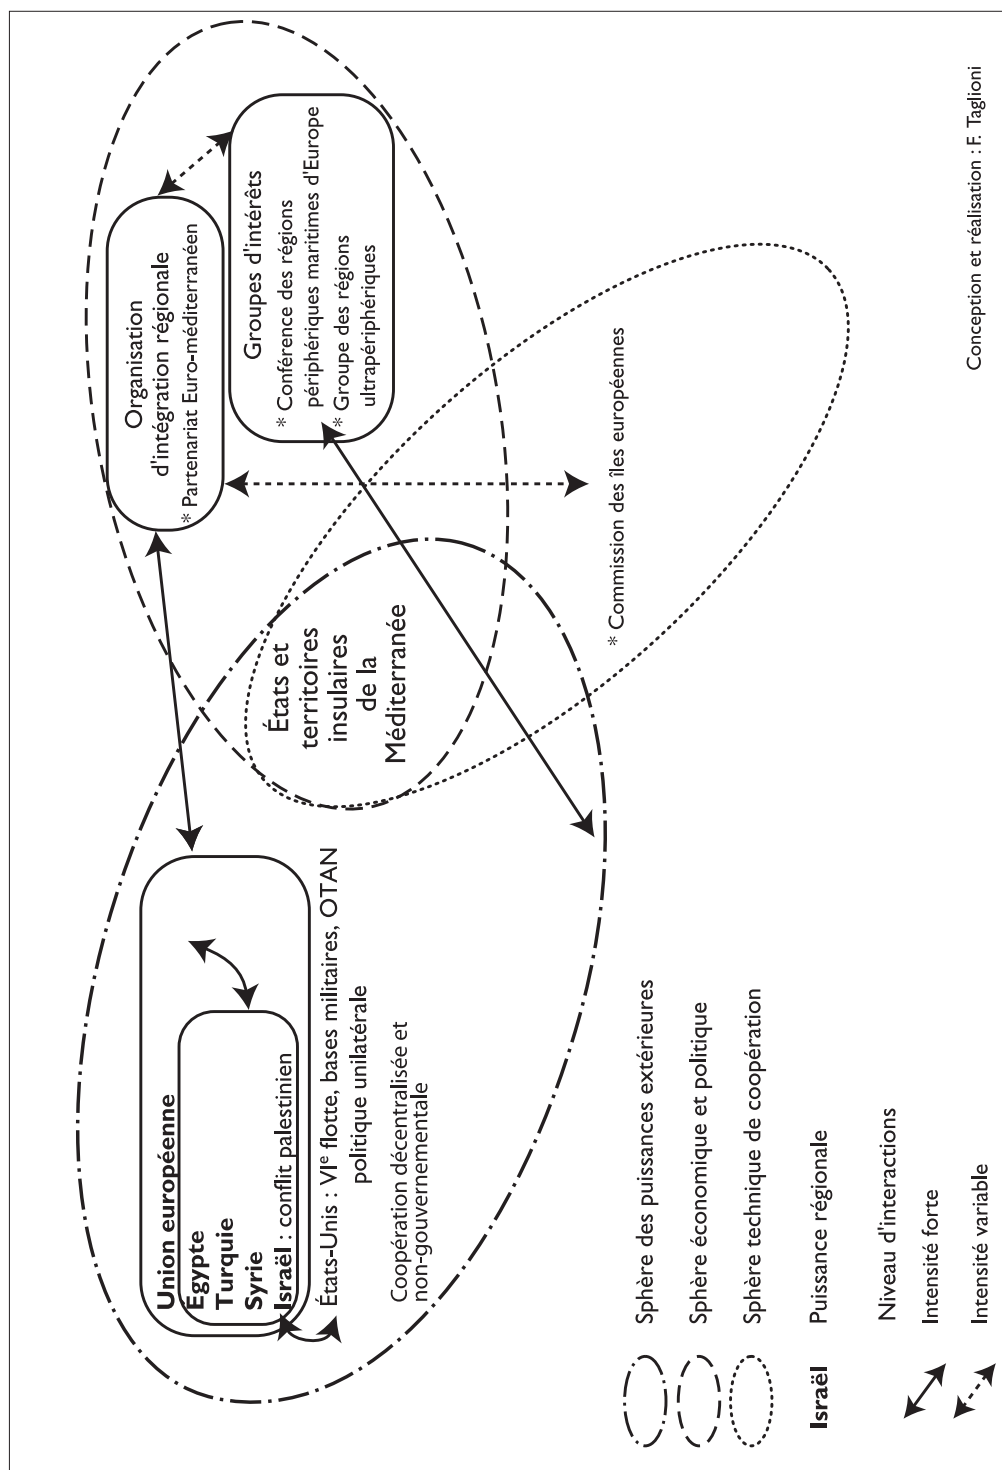 Union européenne
Égypte
Turquie
Syrie
Israël : conflit palestinien
États-Unis : VIe flotte, bases militaires, OTAN
politique unilatérale
Coopération décentralisée et
non-gouvernementale
États et
territoires
insulaires
de la
Méditerranée
Organisation
d'intégration régionale
* Partenariat Euro-méditerranéen
Groupes d'intérêts
* Conférence des régions
périphériques maritimes d'Europe
* Groupe des régions
ultrapériphériques
* Commission des îles européennes
Sphère des puissances extérieures
Sphère économique et politique
Sphère technique de coopération
Israël Puissance régionale
Niveau d'interactions
Intensité forte
Intensité variable
Conception et réalisation : F. Taglioni